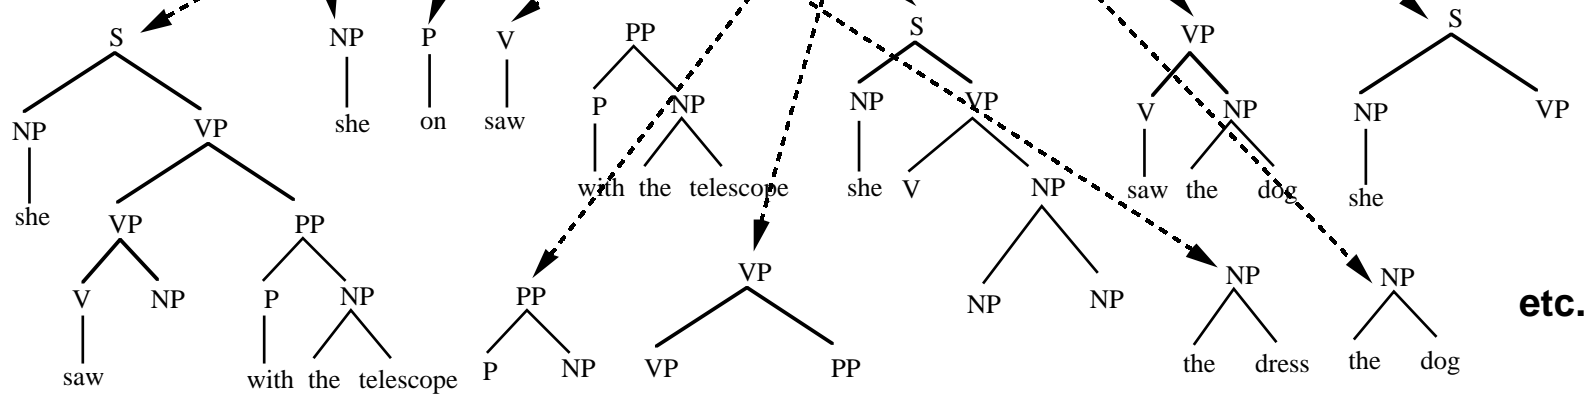 S NP P V PP S VP S
P NP NP VP V NP NP VP
she on saw
NP VP
with the telescope she V NP saw the dog she
she
VP PP
VP NP NP
V NP P NP PP NP NP etc.
VP PP the dress the dog
P NP
saw with the telescope